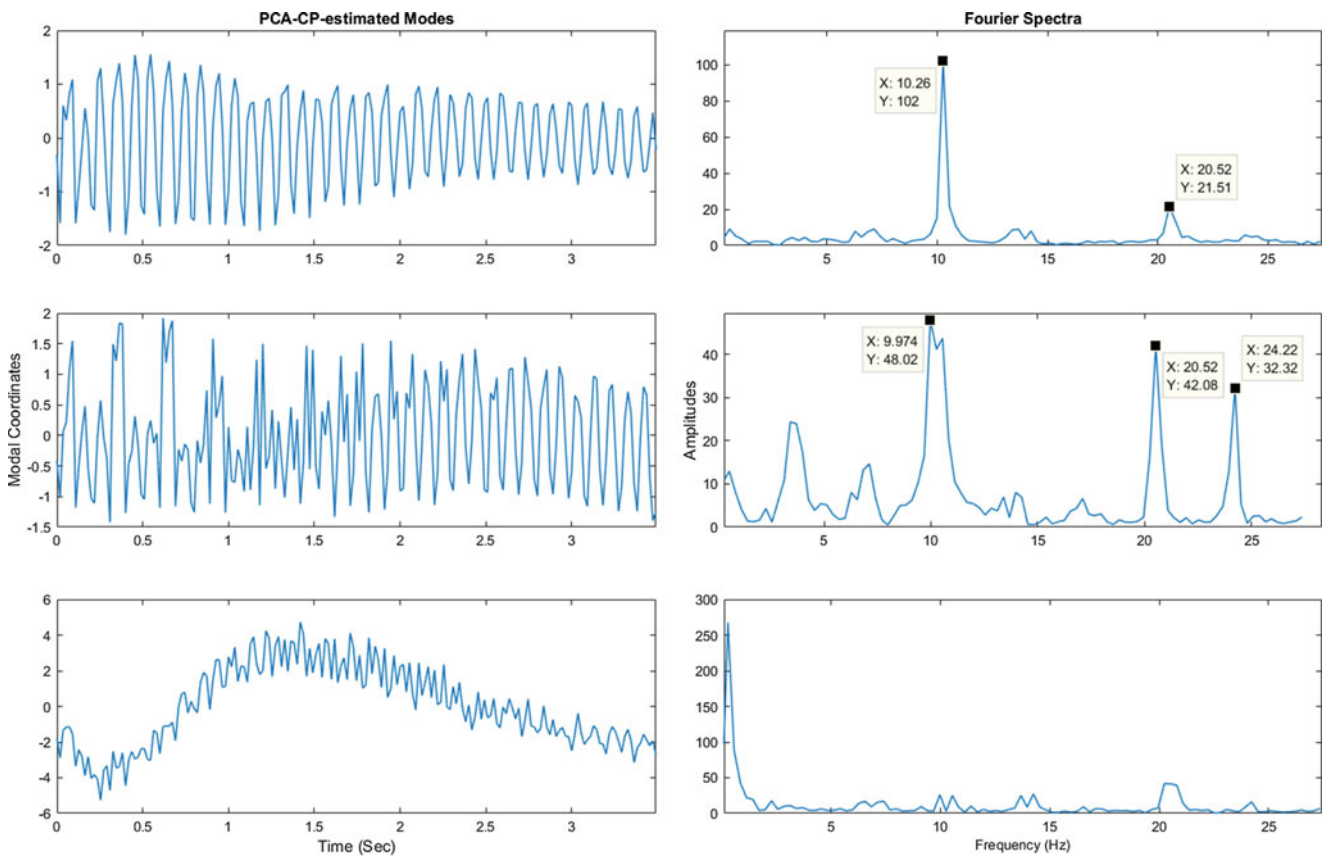 PCA-CP-estimated Modes
2
1
0
-1
-2
0 0.5 1 1.5 2 2.5 3
Fourier Spectra
100
80
60
40
20
0
5 10 15 20 25
X: 10.26
Y: 102
X: 20.52
Y: 21.51
Modal Coordinates
2
1.5
1
0.5
0
-0.5
-1
-1.5
0 0.5 1 1.5 2 2.5 3
Amplitudes
40
30
20
10
0
5 10 15 20 25
X: 9.974
Y: 48.02
X: 20.52
Y: 42.08
X: 24.22
Y: 32.32
6
4
2
0
-2
-4
-6
0 0.5 1 1.5 2 2.5 3
Time (Sec)
300
250
200
150
100
50
0
5 10 15 20 25
Frequency (Hz)